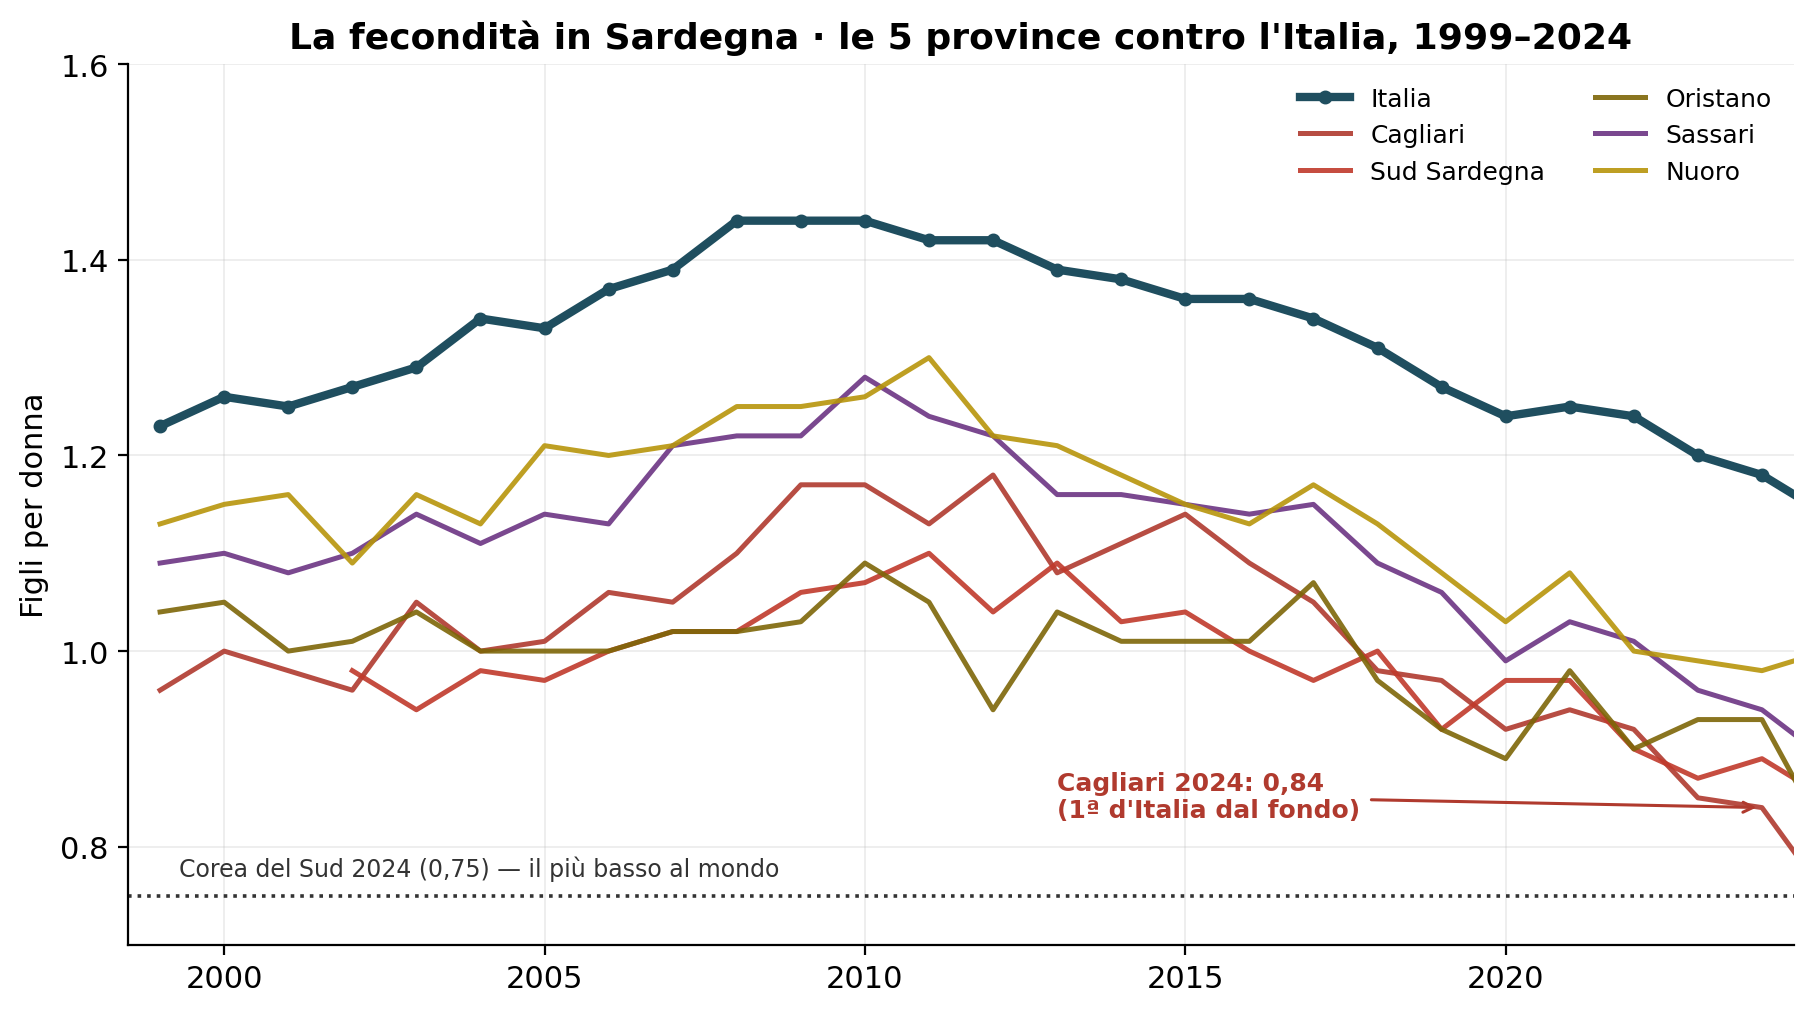 La fecondità in Sardegna · le 5 province contro l'Italia, 1999–2024
Figli per donna
1.6
1.4
1.2
1.0
0.8
Italia
Cagliari
Sud Sardegna
Oristano
Sassari
Nuoro
Cagliari 2024: 0,84
(1ª d'Italia dal fondo)
Corea del Sud 2024 (0,75) — il più basso al mondo
2000
2005
2010
2015
2020